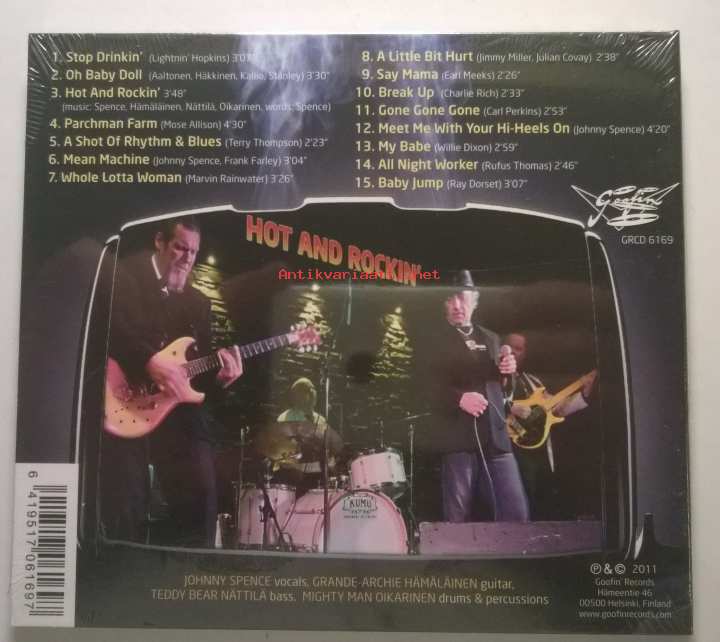 1. Stop Drinkin' (Lightnin' Hopkins) 3'07"
2. Oh Baby Doll (Aaltonen, Häkkinen, Kallio, Stanley) 3'30"
3. Hot And Rockin' 3'48"
(music: Spence, Hämäläinen, Nättilä, Oikarinen, words: Spence)
4. Parchman Farm (Mose Allison) 4'30"
5. A Shot Of Rhythm & Blues (Terry Thompson) 2'23"
6. Mean Machine (Johnny Spence, Frank Farley) 3'04"
7. Whole Lotta Woman (Marvin Rainwater) 3'26"
8. A Little Bit Hurt (Jimmy Miller, Julian Covay) 2'38"
9. Say Mama (Earl Meeks) 2'26"
10. Break Up (Charlie Rich) 2'33"
11. Gone Gone Gone (Carl Perkins) 2'53"
12. Meet Me With Your Hi-Heels On (Johnny Spence) 4'20"
13. My Babe (Willie Dixon) 2'59"
14. All Night Worker (Rufus Thomas) 2'46"
15. Baby Jump (Ray Dorset) 3'07"
Goofin'
GRCD 6169
HOT AND ROCKIN'
Antikvariaatti.net
KUMU
6 419517 061697
JOHNNY SPENCE vocals, GRANDE-ARCHIE HÄMÄLÄINEN guitar,
TEDDY BEAR NÄTTILÄ bass, MIGHTY MAN OIKARINEN drums & percussions
℗ & © 2011
Goofin' Records
Hämeentie 46
00500 Helsinki, Finland
www.goofinrecords.com